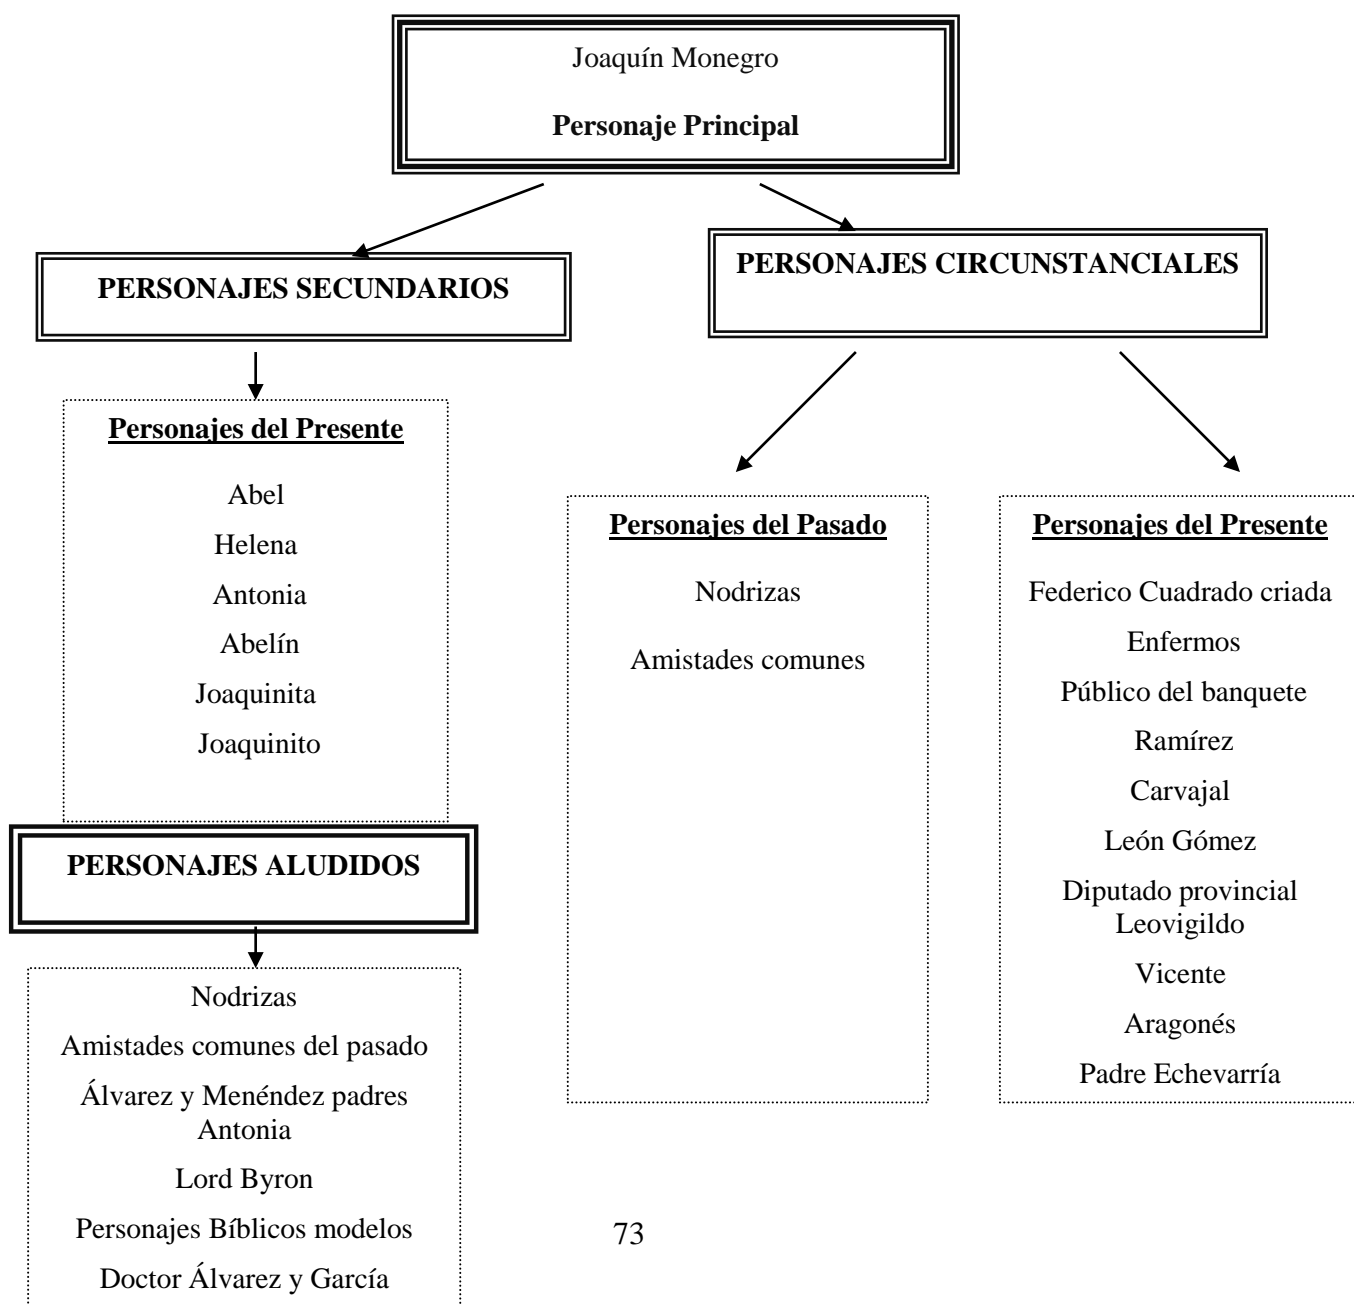 Joaquín Monegro
Personaje Principal
PERSONAJES SECUNDARIOS
PERSONAJES CIRCUNSTANCIALES
Personajes del Presente
Abel
Helena
Antonia
Abelín
Joaquinita
Joaquinito
Personajes del Pasado
Nodrizas
Amistades comunes
Personajes del Presente
Federico Cuadrado criada
Enfermos
Público del banquete
Ramírez
Carvajal
León Gómez
Diputado provincial
Leovigildo
Vicente
Aragonés
Padre Echevarría
PERSONAJES ALUDIDOS
Nodrizas
Amistades comunes del pasado
Álvarez y Menéndez padres
Antonia
Lord Byron
Personajes Bíblicos modelos
Doctor Álvarez y García
73